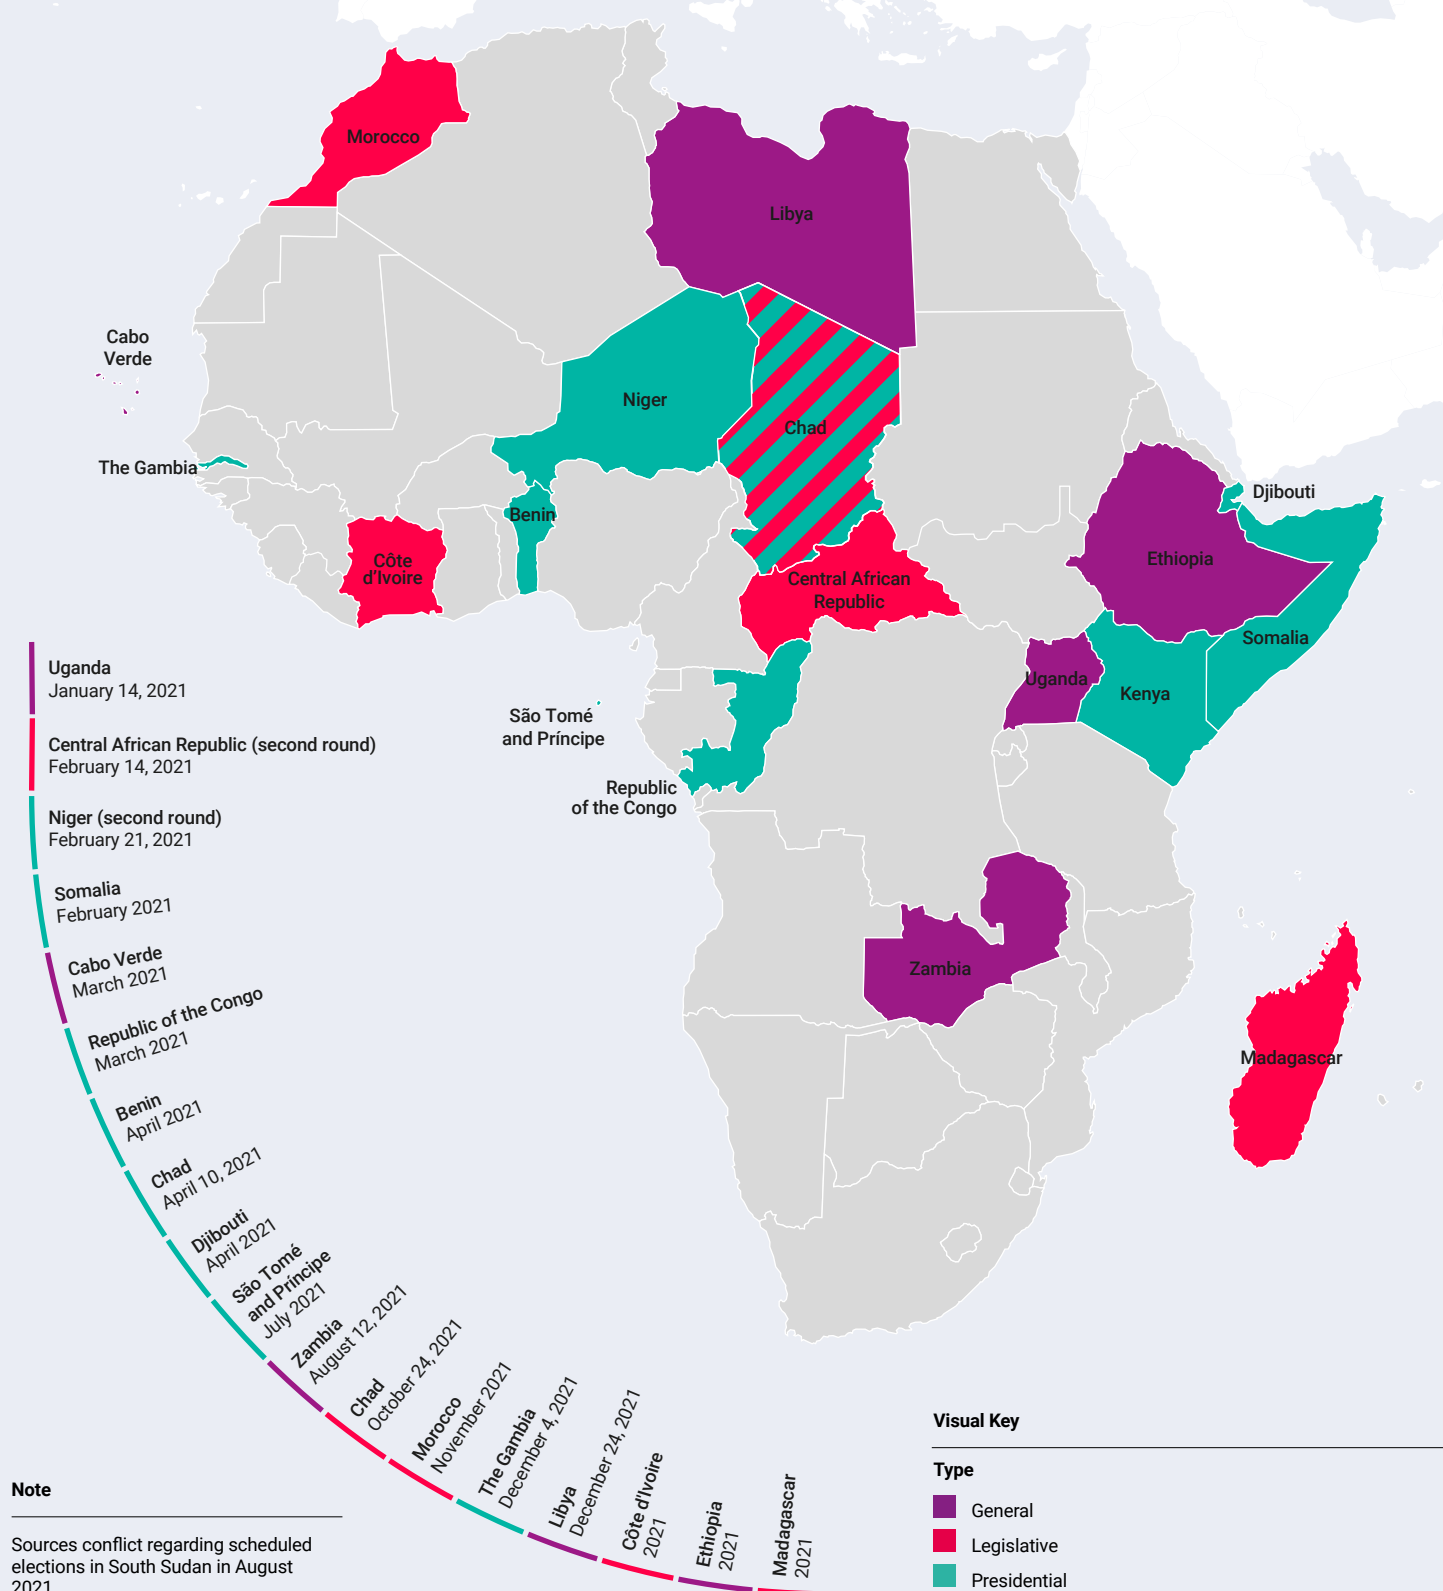 Morocco
Libya
Cabo
Verde
Niger
Chad
The Gambia
Djibouti
Benin
Côte
d'Ivoire
Ethiopia
Central African
Republic
Somalia
Uganda
Kenya
São Tomé
and Príncipe
Republic
of the Congo
Zambia
Madagascar
Uganda
January 14, 2021
Central African Republic (second round)
February 14, 2021
Niger (second round)
February 21, 2021
Somalia
February 2021
Cabo Verde
March 2021
Republic of the Congo
March 2021
Benin
April 2021
Chad
April 10, 2021
Djibouti
April 2021
São Tomé
and Príncipe
July 2021
Zambia
August 12, 2021
Chad
October 24, 2021
Morocco
November 2021
The Gambia
December 4, 2021
Libya
December 24, 2021
Côte d'Ivoire
2021
Ethiopia
2021
Madagascar
2021
Note
Sources conflict regarding scheduled
elections in South Sudan in August
2021
Visual Key
Type
General
Legislative
Presidential